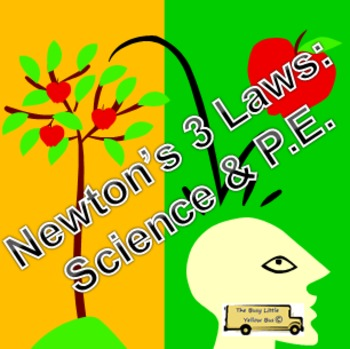 Newton's 3 Laws:
Science & P.E.
The Busy Little
Yellow Bus ©